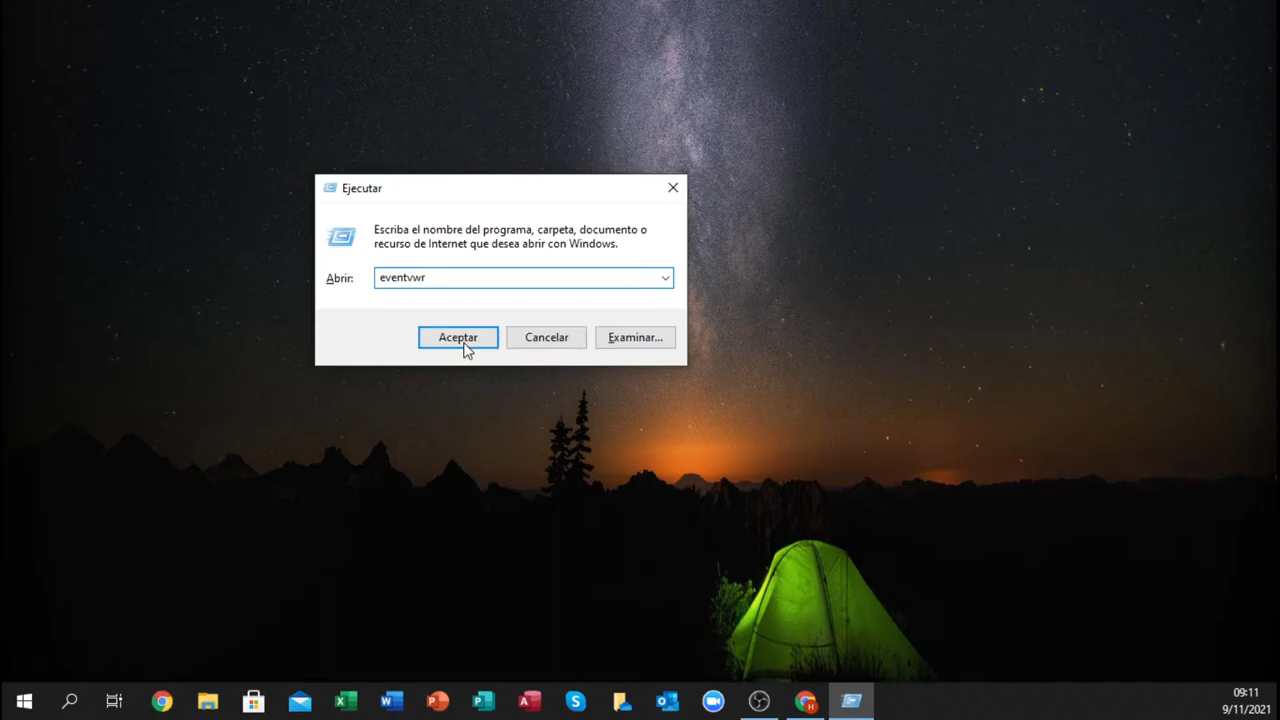 Ejecutar
Escriba el nombre del programa, carpeta, documento o
recurso de Internet que desea abrir con Windows.
Abrir:
eventvwr
Aceptar
Cancelar
Examinar...
X
W
P
P
A
S
O
H
09:11
9/11/2021